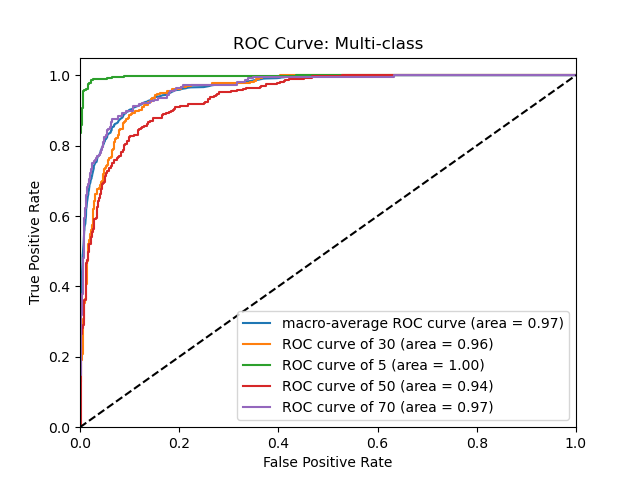 ROC Curve: Multi-class
True Positive Rate
1.0
0.8
0.6
0.4
0.2
0.0
macro-average ROC curve (area = 0.97)
ROC curve of 30 (area = 0.96)
ROC curve of 5 (area = 1.00)
ROC curve of 50 (area = 0.94)
ROC curve of 70 (area = 0.97)
0.0 0.2 0.4 0.6 0.8 1.0
False Positive Rate